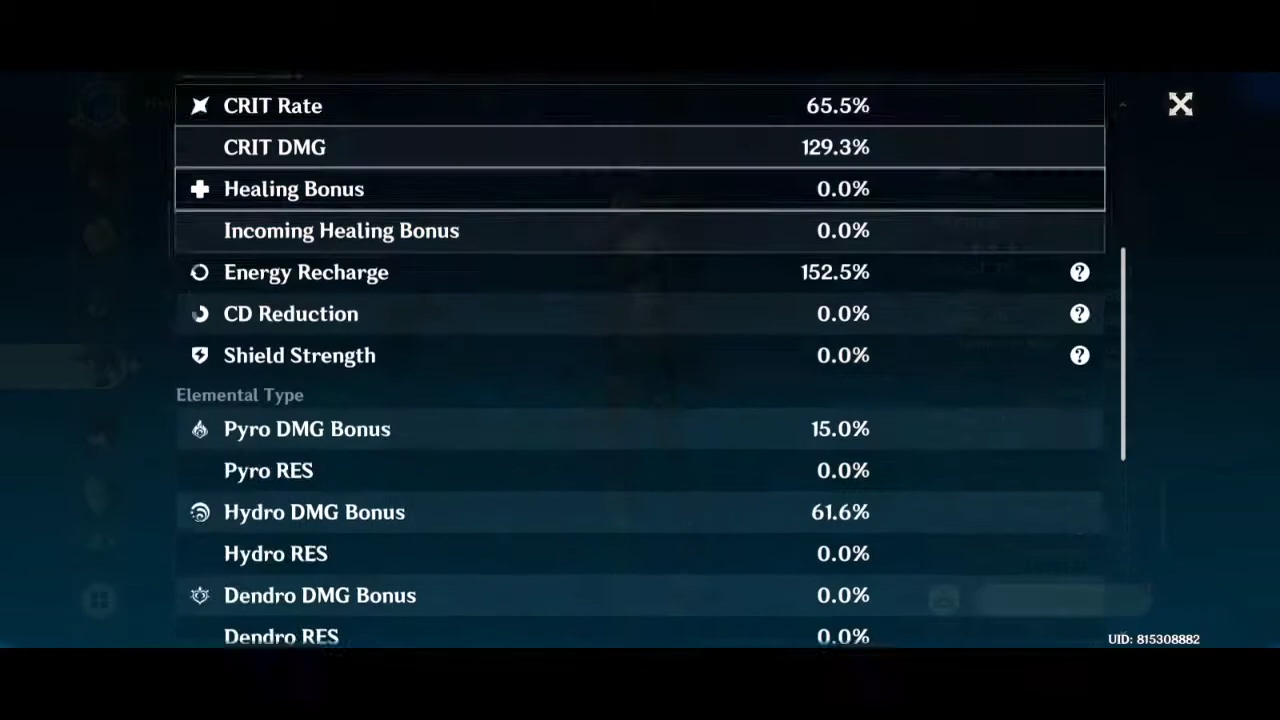 CRIT Rate 65.5%
CRIT DMG 129.3%
Healing Bonus 0.0%
Incoming Healing Bonus 0.0%
Energy Recharge 152.5% ?
CD Reduction 0.0% ?
Shield Strength 0.0% ?
Elemental Type
Pyro DMG Bonus 15.0%
Pyro RES 0.0%
Hydro DMG Bonus 61.6%
Hydro RES 0.0%
Dendro DMG Bonus 0.0%
Dendro RES 0.0%
UID: 815308882